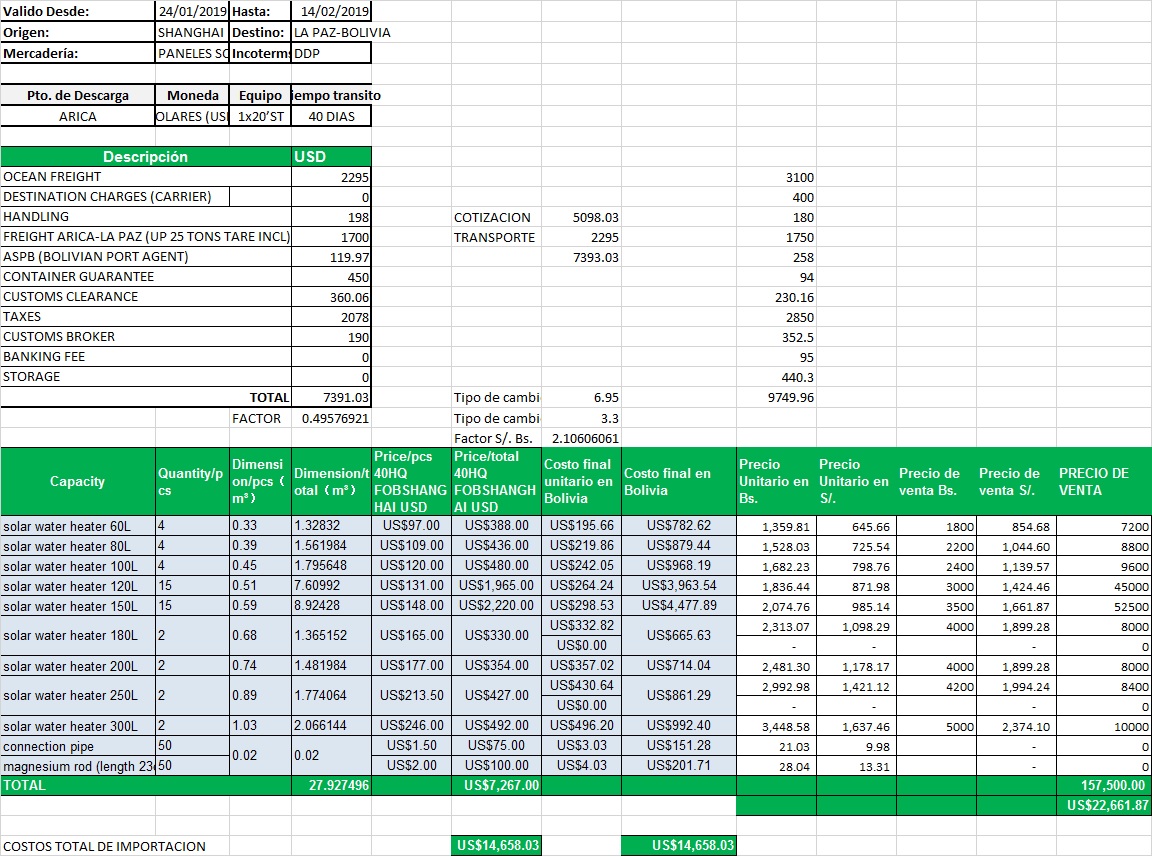 Valido Desde: 24/01/2019 Hasta: 14/02/2019
Origen: SHANGHAI Destino: LA PAZ-BOLIVIA
Mercadería: PANELES SO Incoterms DDP
Pto. de Descarga Moneda Equipo iempo transito
ARICA OLARES (USD 1x20’ST 40 DIAS
Descripción USD
OCEAN FREIGHT 2295 3100
DESTINATION CHARGES (CARRIER) 0 400
HANDLING 198 COTIZACION 5098.03 180
FREIGHT ARICA-LA PAZ (UP 25 TONS TARE INCL) 1700 TRANSPORTE 2295 1750
ASPB (BOLIVIAN PORT AGENT) 119.97 7393.03 258
CONTAINER GUARANTEE 450 94
CUSTOMS CLEARANCE 360.06 230.16
TAXES 2078 2850
CUSTOMS BROKER 190 352.5
BANKING FEE 0 95
STORAGE 0 440.3
TOTAL 7391.03 Tipo de cambi 6.95 9749.96
FACTOR 0.49576921 Tipo de cambi 3.3
Factor S/. Bs. 2.10606061
Capacity Quantity/p cs Dimensi on/pcs (m³) Dimension/t otal (m³) Price/pcs 40HQ FOBSHANG HAI USD Price/total 40HQ FOBSHANGH AI USD Costo final unitario en Bolivia Costo final en Bolivia Precio Unitario en Bs. Precio Unitario en S/. Precio de venta Bs. Precio de venta S/. PRECIO DE VENTA
solar water heater 60L 4 0.33 1.32832 US$97.00 US$388.00 US$195.66 US$782.62 1,359.81 645.66 1800 854.68 7200
solar water heater 80L 4 0.39 1.561984 US$109.00 US$436.00 US$219.86 US$879.44 1,528.03 725.54 2200 1,044.60 8800
solar water heater 100L 4 0.45 1.795648 US$120.00 US$480.00 US$242.05 US$968.19 1,682.23 798.76 2400 1,139.57 9600
solar water heater 120L 15 0.51 7.60992 US$131.00 US$1,965.00 US$264.24 US$3,963.54 1,836.44 871.98 3000 1,424.46 45000
solar water heater 150L 15 0.59 8.92428 US$148.00 US$2,220.00 US$298.53 US$4,477.89 2,074.76 985.14 3500 1,661.87 52500
solar water heater 180L 2 0.68 1.365152 US$165.00 US$330.00 US$332.82 US$665.63 2,313.07 1,098.29 4000 1,899.28 8000
US$0.00 - - - 0
solar water heater 200L 2 0.74 1.481984 US$177.00 US$354.00 US$357.02 US$714.04 2,481.30 1,178.17 4000 1,899.28 8000
solar water heater 250L 2 0.89 1.774064 US$213.50 US$427.00 US$430.64 US$861.29 2,992.98 1,421.12 4200 1,994.24 8400
US$0.00 - - - 0
solar water heater 300L 2 1.03 2.066144 US$246.00 US$492.00 US$496.20 US$992.40 3,448.58 1,637.46 5000 2,374.10 10000
connection pipe 50 0.02 0.02 US$1.50 US$75.00 US$3.03 US$151.28 21.03 9.98 - 0
magnesium rod (length 23 50 US$2.00 US$100.00 US$4.03 US$201.71 28.04 13.31 - 0
TOTAL 27.927496 US$7,267.00 157,500.00
US$22,661.87
COSTOS TOTAL DE IMPORTACION US$14,658.03 US$14,658.03